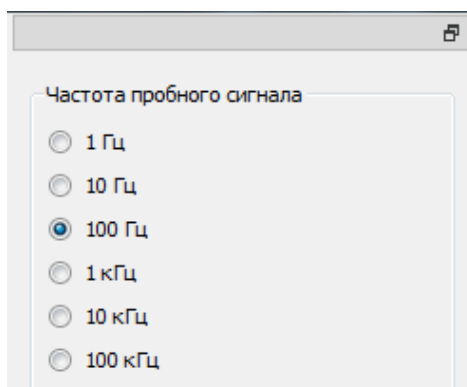 Частота пробного сигнала
1 Гц
10 Гц
100 Гц
1 кГц
10 кГц
100 кГц